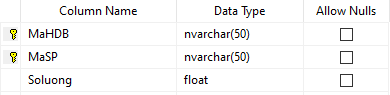 Column Name Data Type Allow Nulls
MaHDB nvarchar(50)
MaSP nvarchar(50)
Soluong float